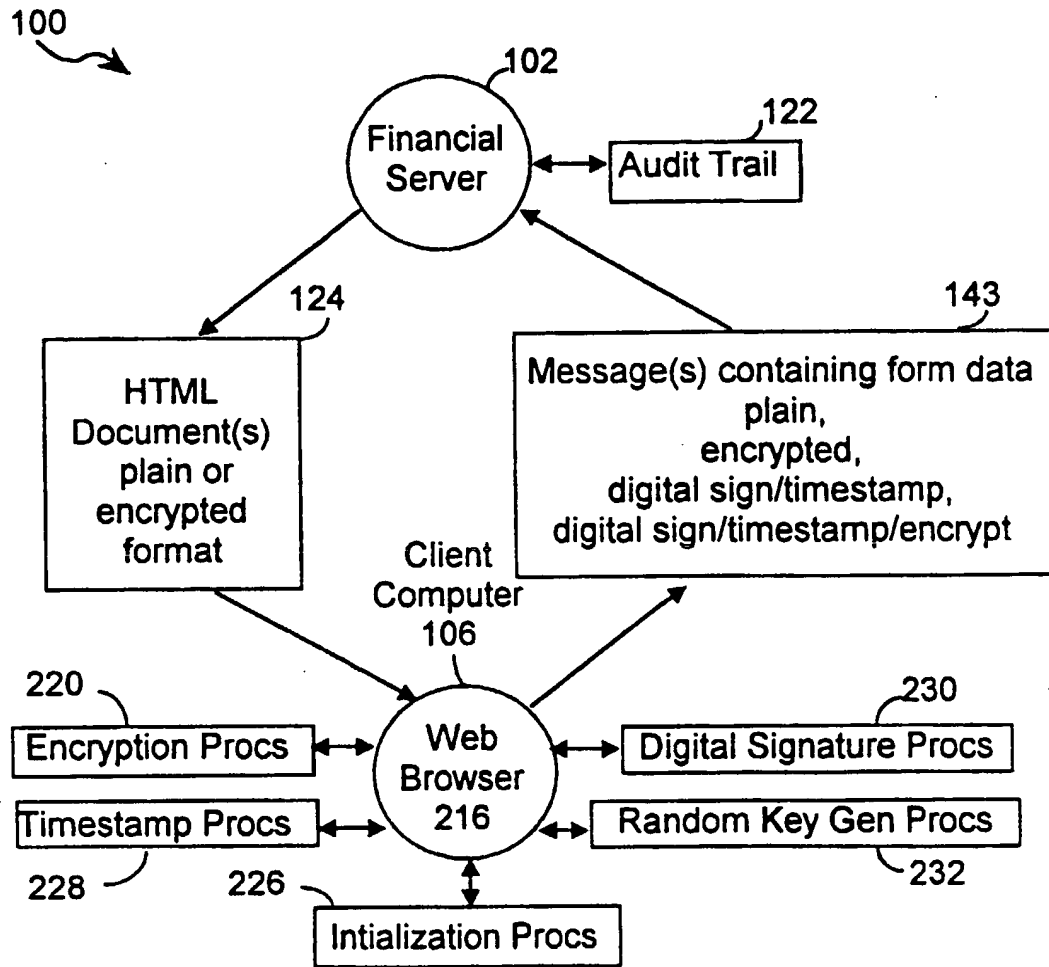 100
102
Financial
Server
122
Audit Trail
124
HTML
Document(s)
plain or
encrypted
format
143
Message(s) containing form data
plain,
encrypted,
digital sign/timestamp,
digital sign/timestamp/encrypt
Client
Computer
106
Web
Browser
216
220
Encryption Procs
230
Digital Signature Procs
Timestamp Procs
228
Random Key Gen Procs
232
226
Intialization Procs